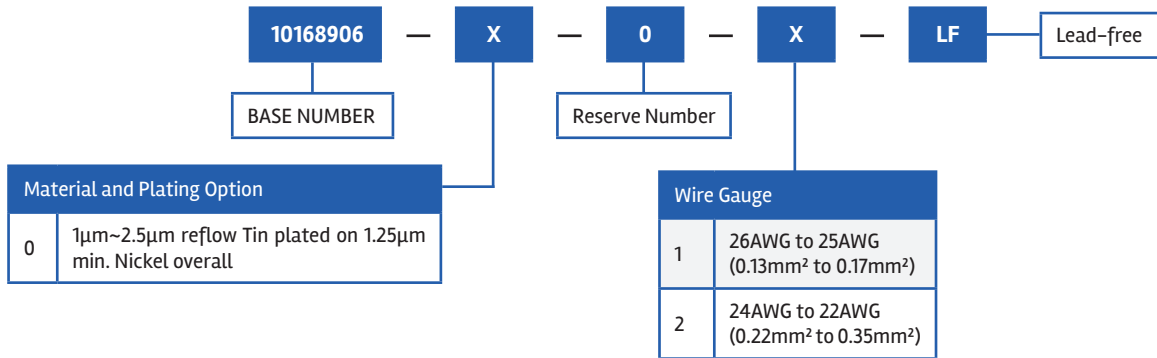 10168906 — X — 0 — X — LF
Lead-free
BASE NUMBER
Reserve Number
Material and Plating Option
0
1µm~2.5µm reflow Tin plated on 1.25µm
min. Nickel overall
Wire Gauge
1
26AWG to 25AWG
(0.13mm² to 0.17mm²)
2
24AWG to 22AWG
(0.22mm² to 0.35mm²)